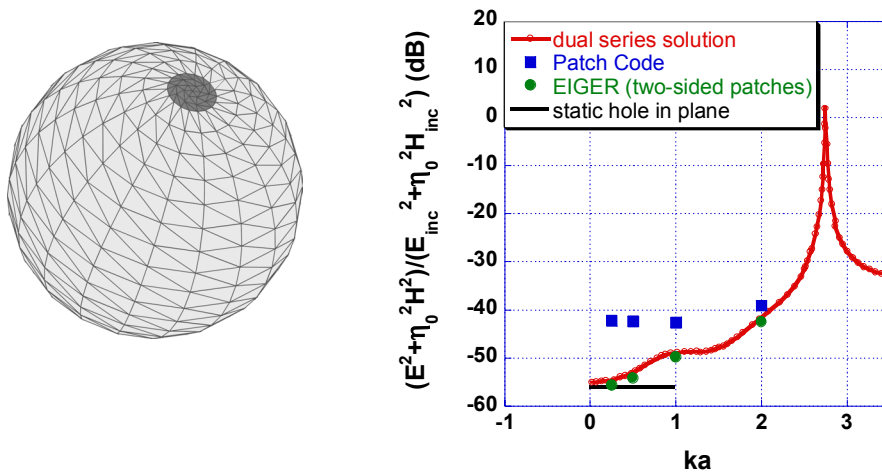 (E²+η₀²H²)/(E_inc²+η₀²H_inc²) (dB)
20
10
0
-10
-20
-30
-40
-50
-60
dual series solution
Patch Code
EIGER (two-sided patches)
static hole in plane
-1 0 1 2 3
ka